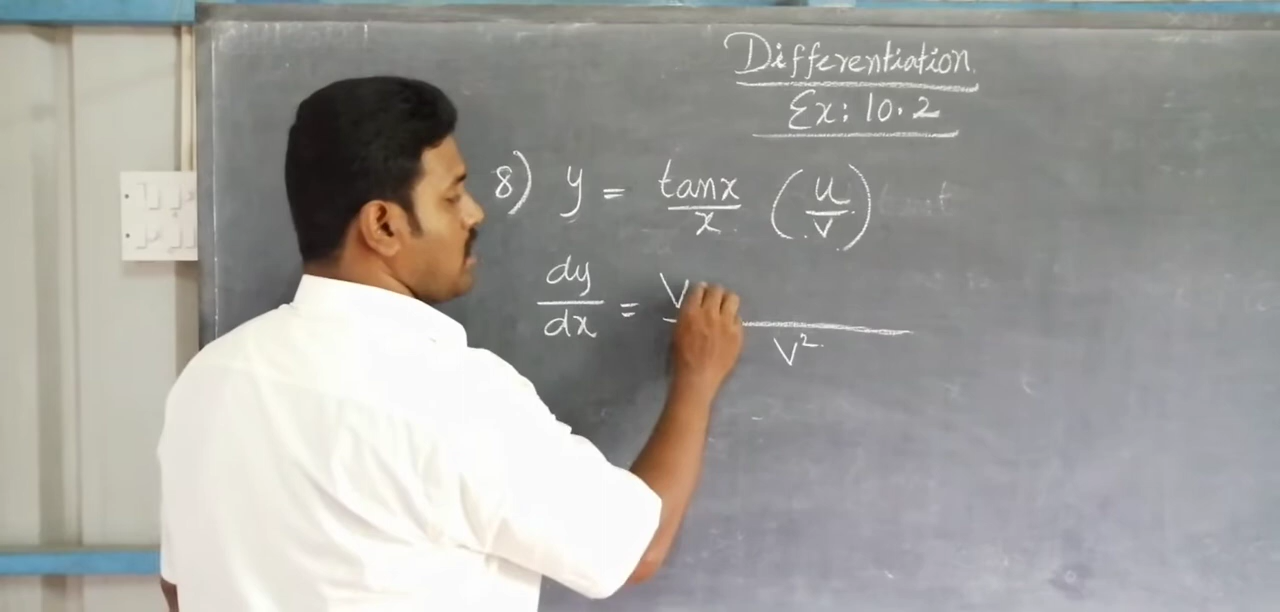 Differentiation
Ex: 10.2
8) y = tanx/x (u/v)
dy/dx = V / V²